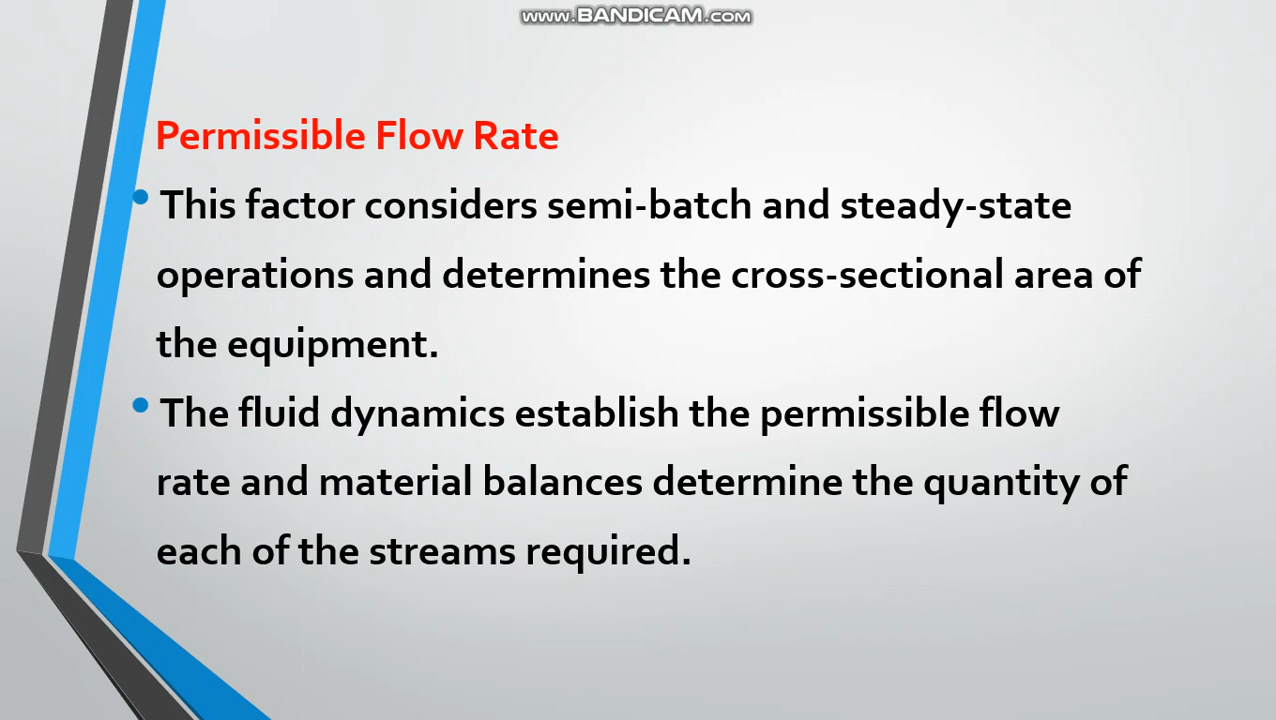 www.BANDICAM.com
Permissible Flow Rate
• This factor considers semi-batch and steady-state
operations and determines the cross-sectional area of
the equipment.
• The fluid dynamics establish the permissible flow
rate and material balances determine the quantity of
each of the streams required.